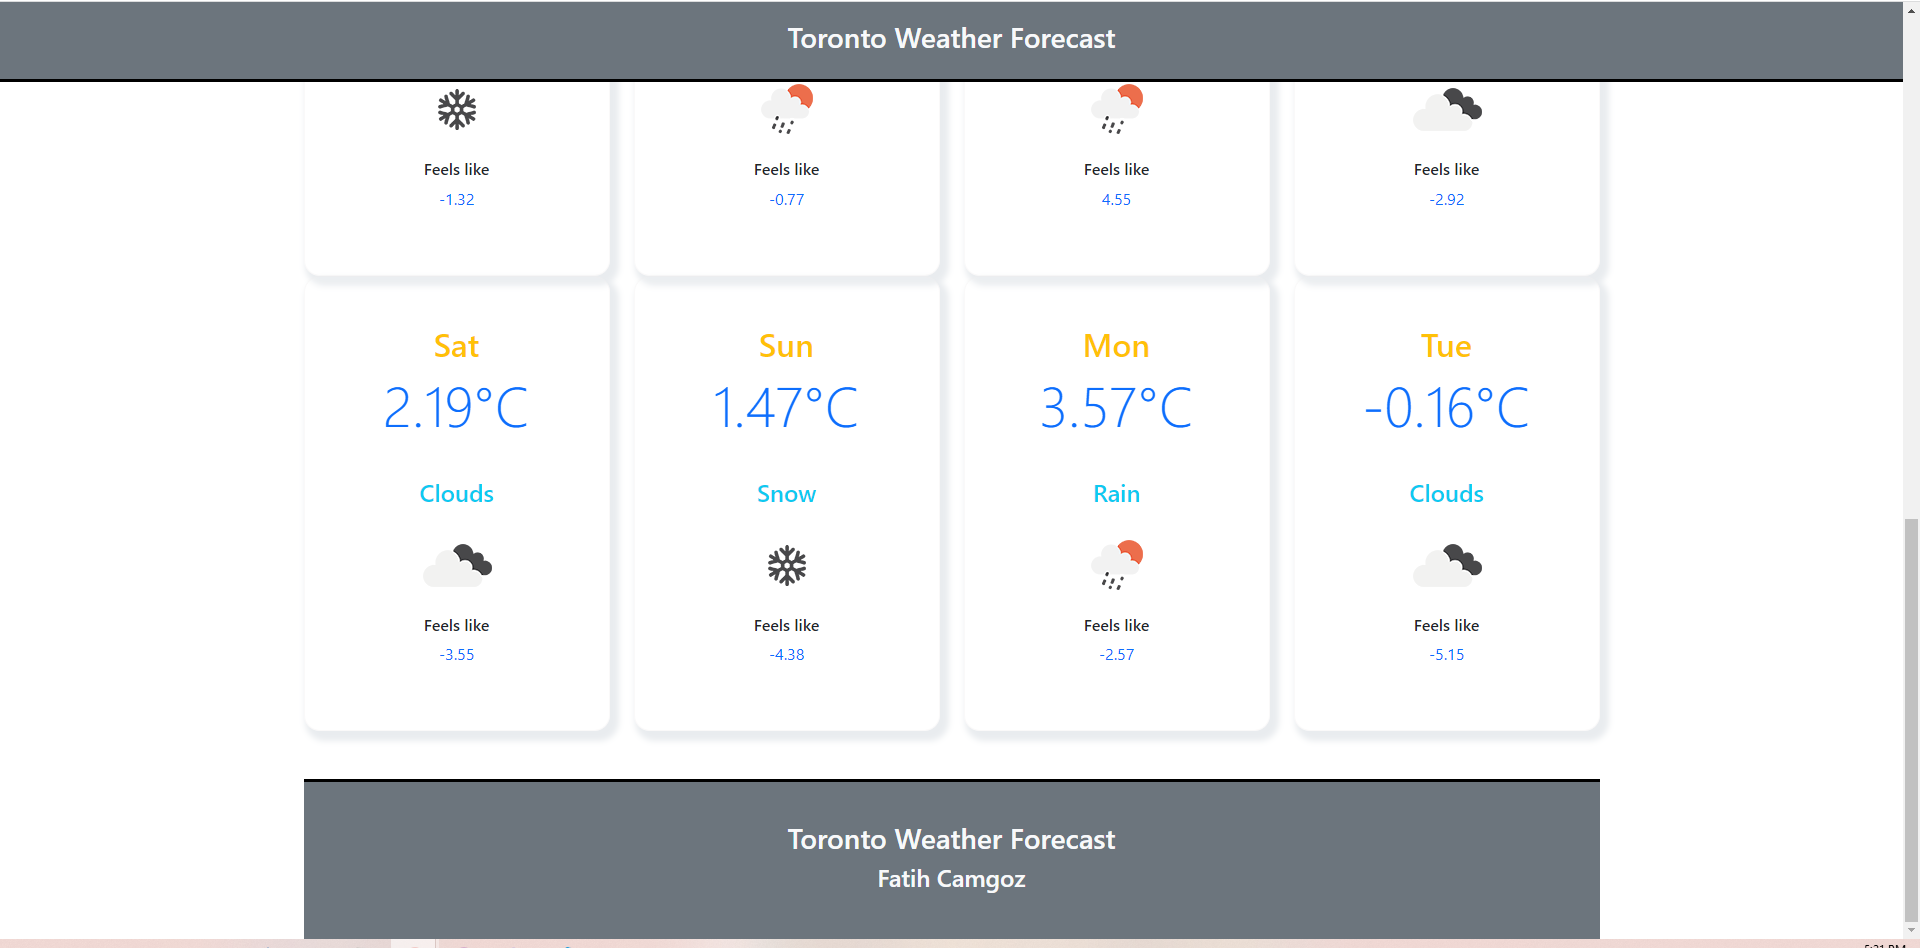 Toronto Weather Forecast
Feels like Feels like Feels like Feels like
-1.32 -0.77 4.55 -2.92
Sat Sun Mon Tue
2.19°C 1.47°C 3.57°C -0.16°C
Clouds Snow Rain Clouds
Feels like Feels like Feels like Feels like
-3.55 -4.38 -2.57 -5.15
Toronto Weather Forecast
Fatih Camgoz